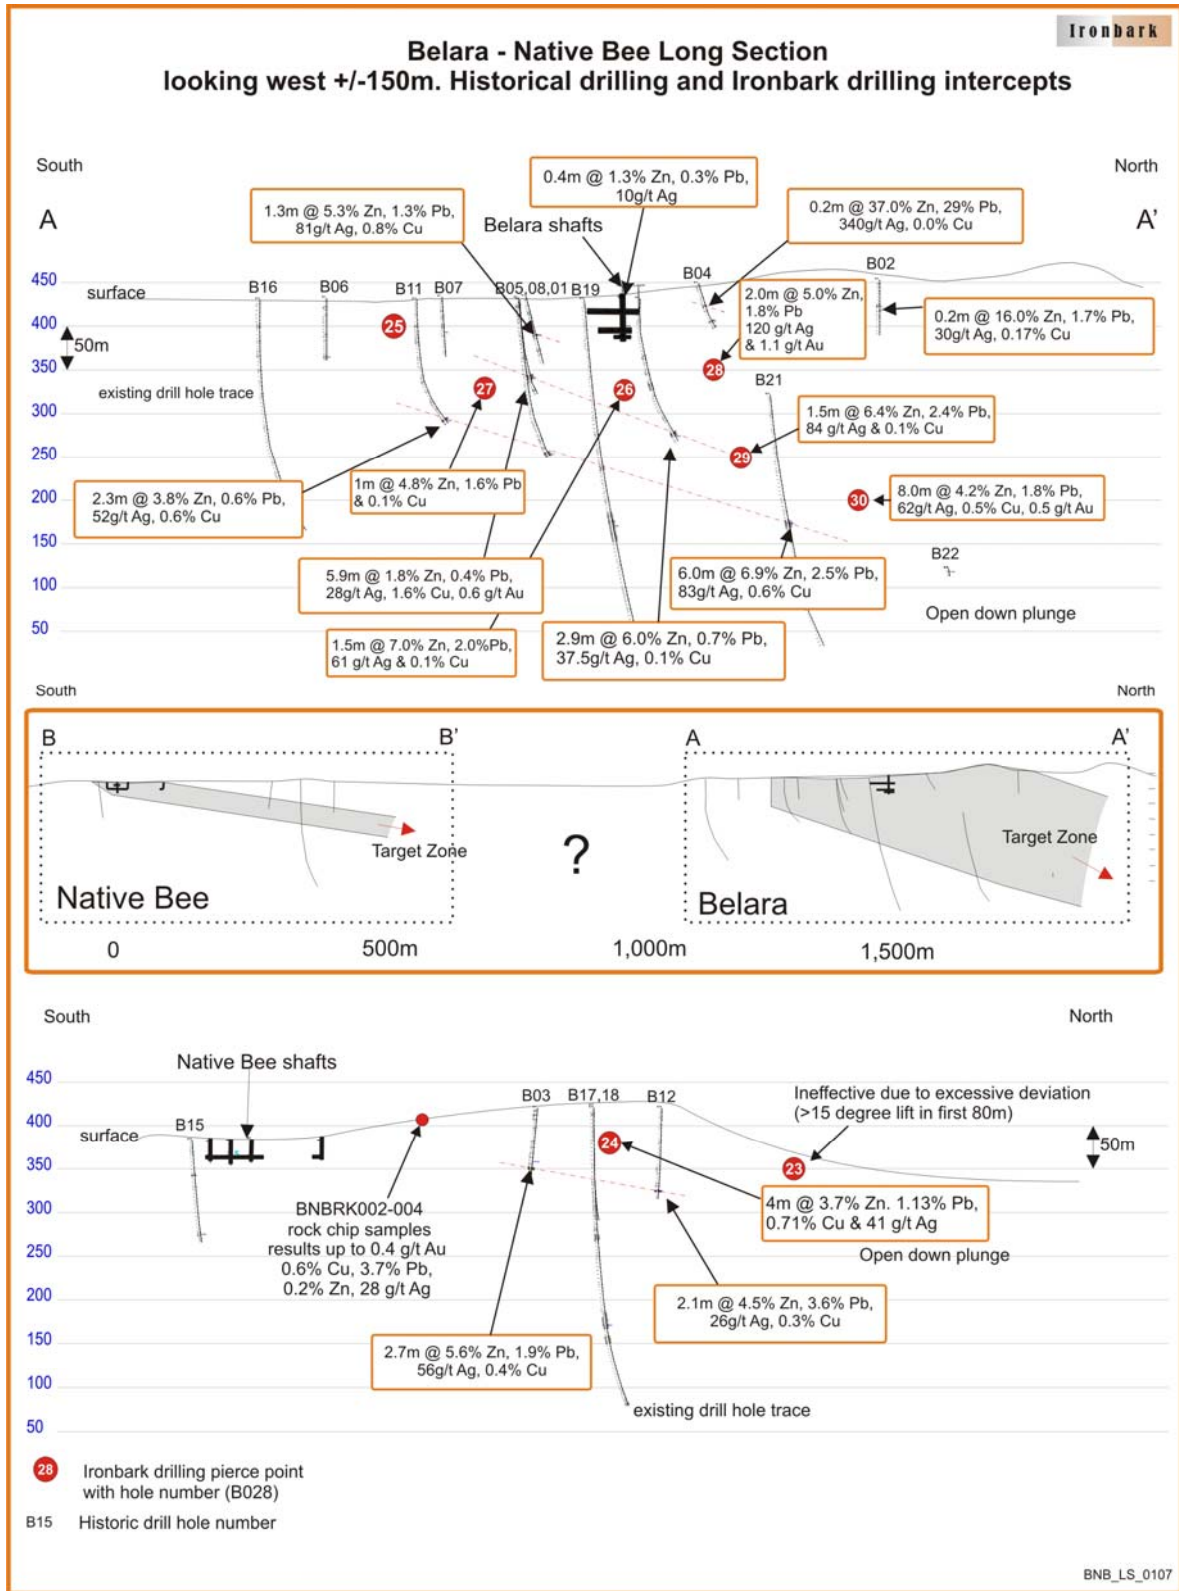 Ironbark
Belara - Native Bee Long Section
looking west +/-150m. Historical drilling and Ironbark drilling intercepts
South
North
A
A'
0.4m @ 1.3% Zn, 0.3% Pb,
10g/t Ag
1.3m @ 5.3% Zn, 1.3% Pb,
81g/t Ag, 0.8% Cu
Belara shafts
0.2m @ 37.0% Zn, 29% Pb,
340g/t Ag, 0.0% Cu
450
surface
B16
B06
B11
B07
B05,08,01
B19
B04
B02
2.0m @ 5.0% Zn,
1.8% Pb
120 g/t Ag
& 1.1 g/t Au
0.2m @ 16.0% Zn, 1.7% Pb,
30g/t Ag, 0.17% Cu
400
50m
25
350
28
existing drill hole trace
27
26
B21
300
1.5m @ 6.4% Zn, 2.4% Pb,
84 g/t Ag & 0.1% Cu
250
29
2.3m @ 3.8% Zn, 0.6% Pb,
52g/t Ag, 0.6% Cu
1m @ 4.8% Zn, 1.6% Pb
& 0.1% Cu
200
30
8.0m @ 4.2% Zn, 1.8% Pb,
62g/t Ag, 0.5% Cu, 0.5 g/t Au
150
B22
100
5.9m @ 1.8% Zn, 0.4% Pb,
28g/t Ag, 1.6% Cu, 0.6 g/t Au
6.0m @ 6.9% Zn, 2.5% Pb,
83g/t Ag, 0.6% Cu
Open down plunge
50
1.5m @ 7.0% Zn, 2.0%Pb,
61 g/t Ag & 0.1% Cu
2.9m @ 6.0% Zn, 0.7% Pb,
37.5g/t Ag, 0.1% Cu
South
North
B
B'
A
A'
Target Zone
?
Target Zone
Native Bee
Belara
0
500m
1,000m
1,500m
South
North
Native Bee shafts
450
Ineffective due to excessive deviation
(>15 degree lift in first 80m)
B03
B17,18
B12
400
surface
B15
24
50m
350
23
300
BNBRK002-004
rock chip samples
results up to 0.4 g/t Au
0.6% Cu, 3.7% Pb,
0.2% Zn, 28 g/t Ag
4m @ 3.7% Zn. 1.13% Pb,
0.71% Cu & 41 g/t Ag
Open down plunge
250
200
2.1m @ 4.5% Zn, 3.6% Pb,
26g/t Ag, 0.3% Cu
150
2.7m @ 5.6% Zn, 1.9% Pb,
56g/t Ag, 0.4% Cu
100
existing drill hole trace
50
28
Ironbark drilling pierce point
with hole number (B028)
B15 Historic drill hole number
BNB_LS_0107